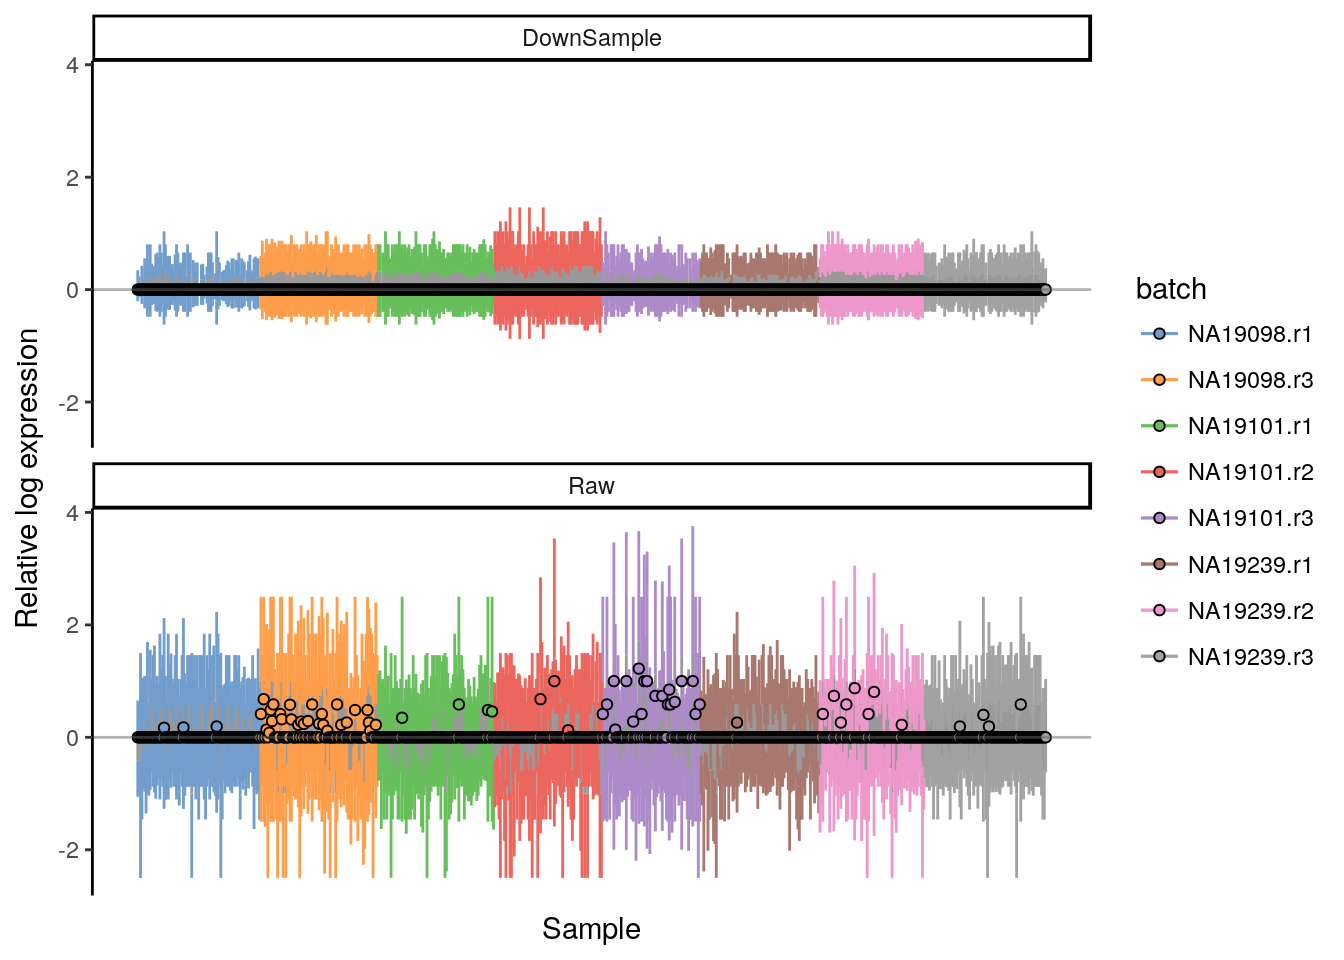 DownSample
4
2
0
-2
Raw
4
2
0
-2
Relative log expression
Sample
batch
NA19098.r1
NA19098.r3
NA19101.r1
NA19101.r2
NA19101.r3
NA19239.r1
NA19239.r2
NA19239.r3